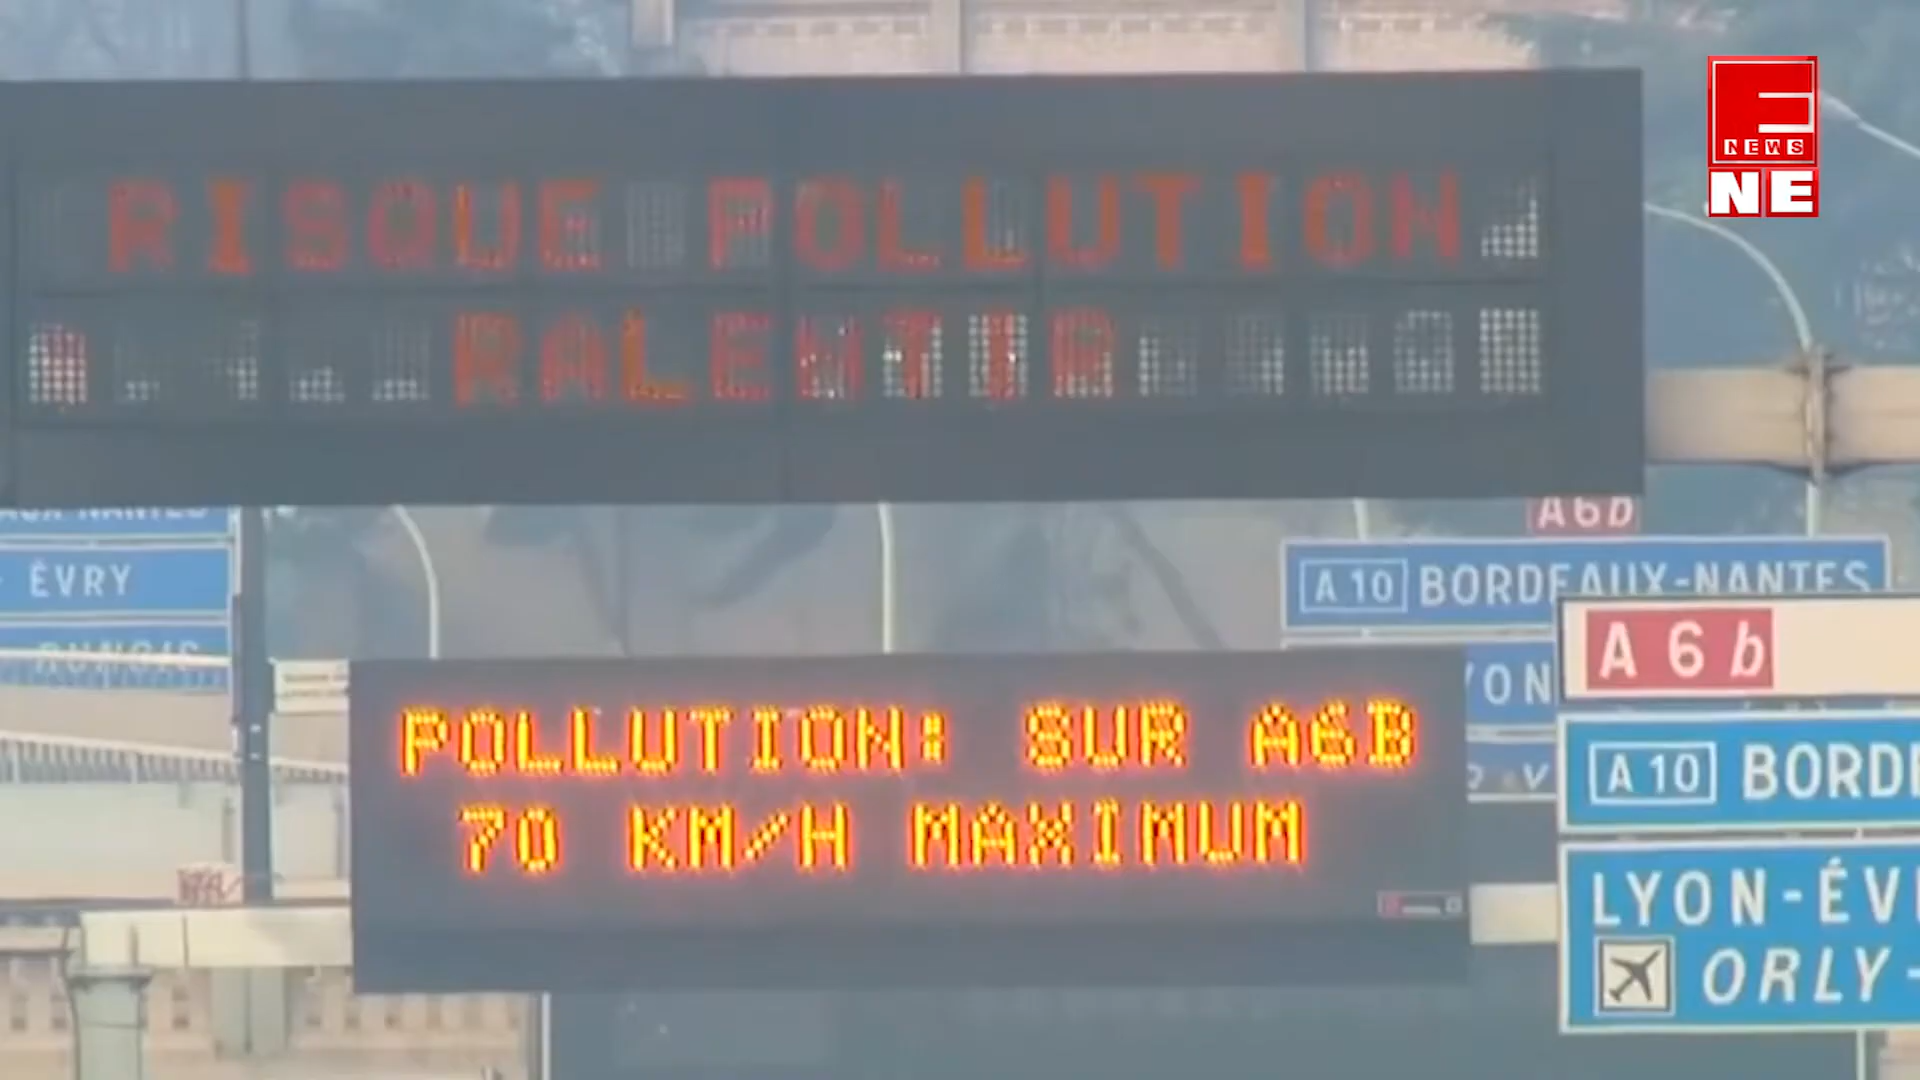 NEWS
NE
RISQUE POLLUTION
RALENTIR
A6b
ÉVRY
A 10 BORDEAUX-NANTES
A 6 b
POLLUTION: SUR A6B
70 KM/H MAXIMUM
A 10 BORD
LYON-ÉV
ORLY-